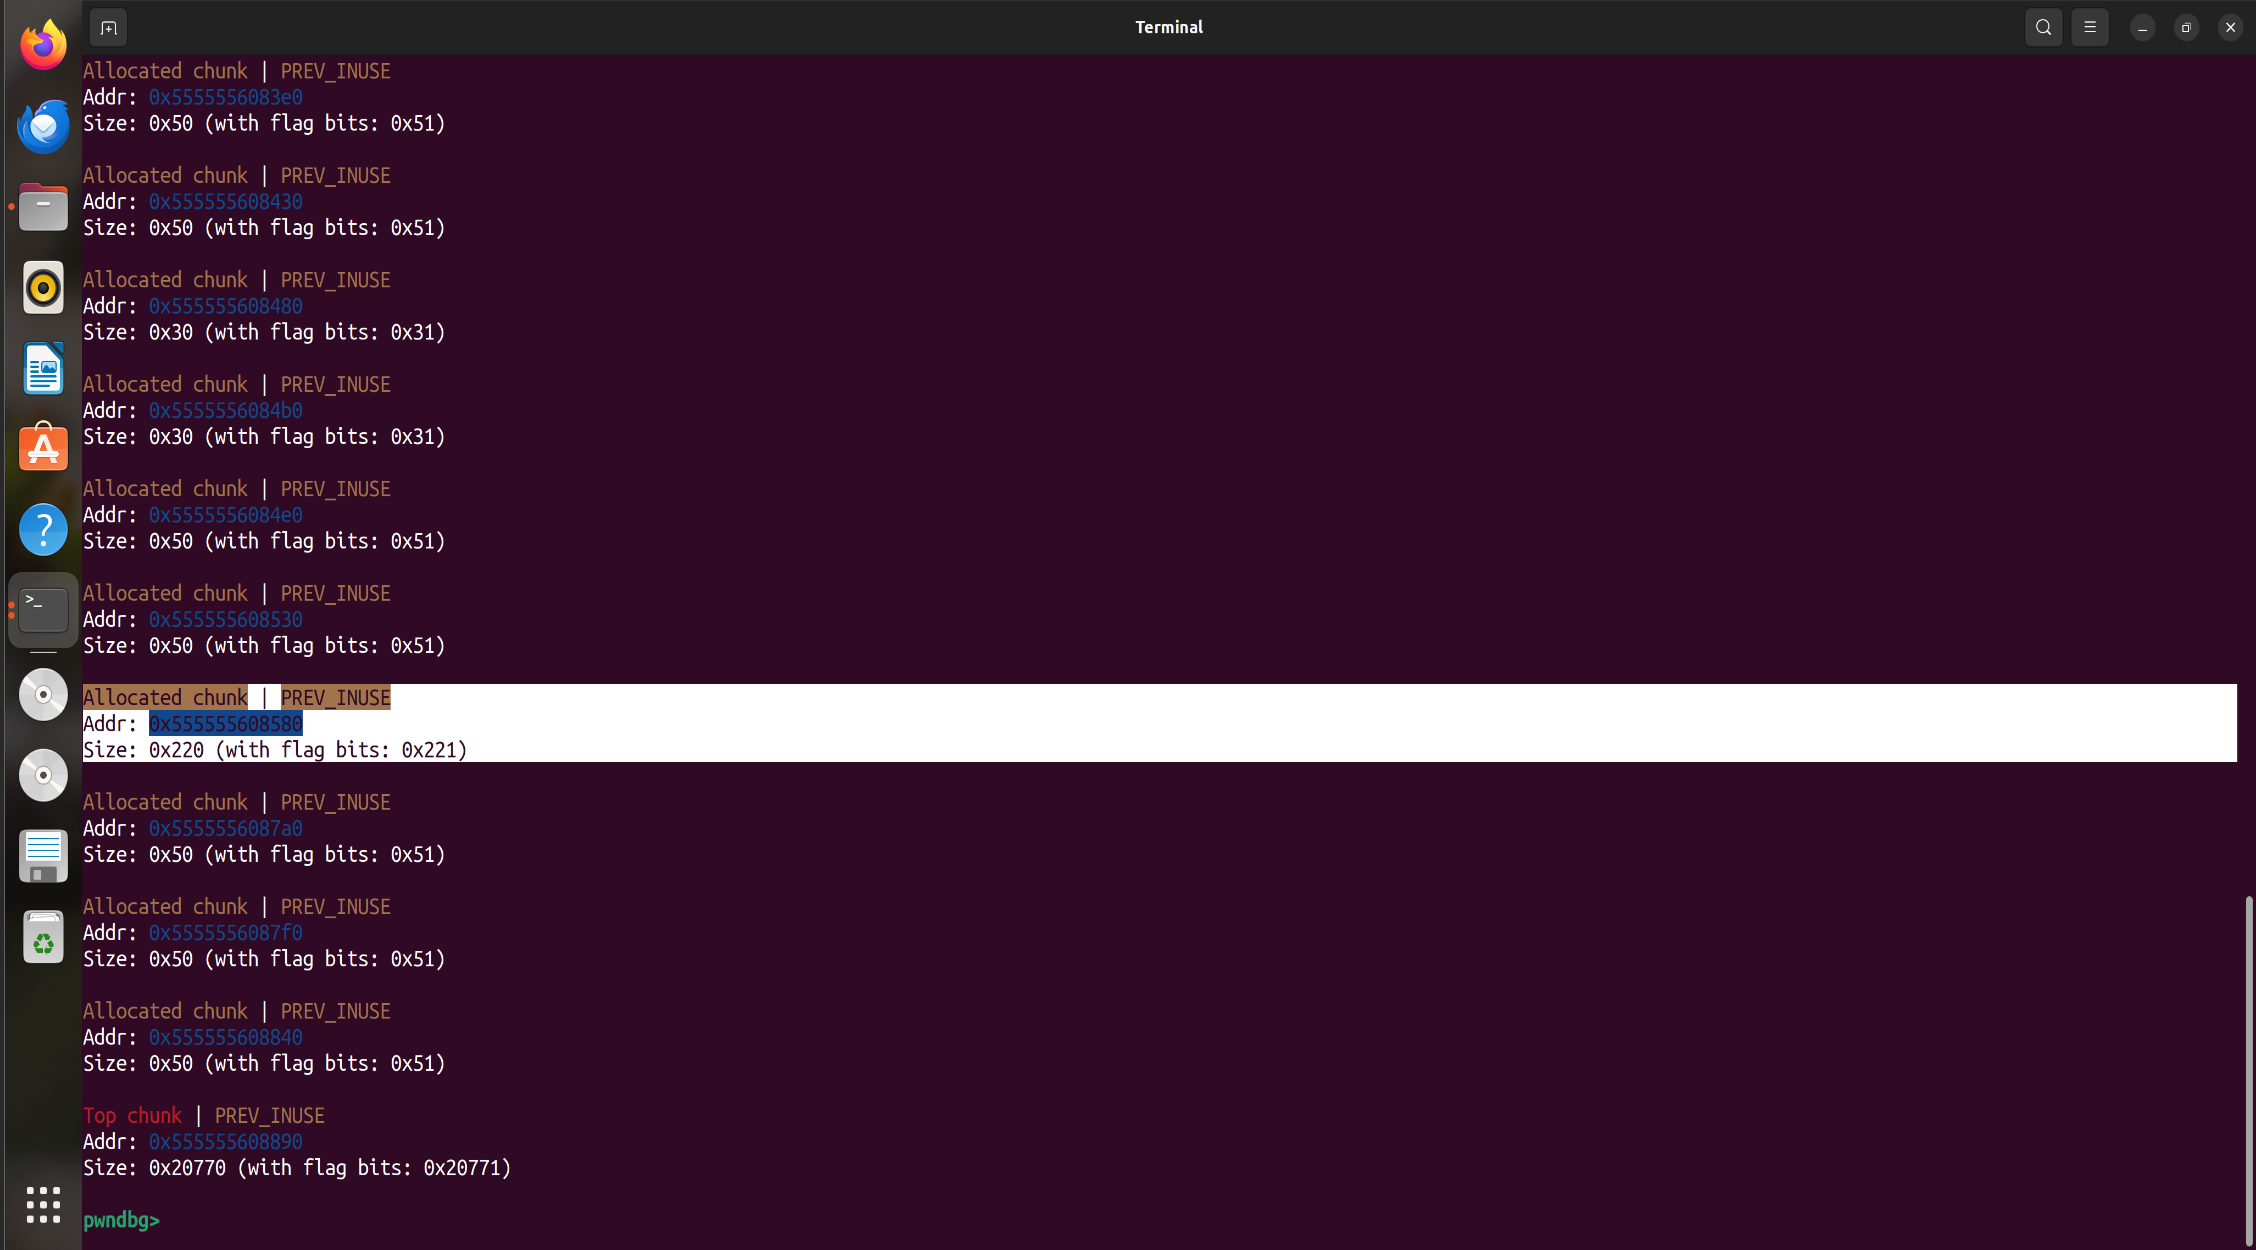 Terminal
Allocated chunk | PREV_INUSE
Addr: 0x5555556083e0
Size: 0x50 (with flag bits: 0x51)
Allocated chunk | PREV_INUSE
Addr: 0x555555608430
Size: 0x50 (with flag bits: 0x51)
Allocated chunk | PREV_INUSE
Addr: 0x555555608480
Size: 0x30 (with flag bits: 0x31)
Allocated chunk | PREV_INUSE
Addr: 0x5555556084b0
Size: 0x30 (with flag bits: 0x31)
Allocated chunk | PREV_INUSE
Addr: 0x5555556084e0
Size: 0x50 (with flag bits: 0x51)
Allocated chunk | PREV_INUSE
Addr: 0x555555608530
Size: 0x50 (with flag bits: 0x51)
Allocated chunk | PREV_INUSE
Addr: 0x555555608580
Size: 0x220 (with flag bits: 0x221)
Allocated chunk | PREV_INUSE
Addr: 0x5555556087a0
Size: 0x50 (with flag bits: 0x51)
Allocated chunk | PREV_INUSE
Addr: 0x5555556087f0
Size: 0x50 (with flag bits: 0x51)
Allocated chunk | PREV_INUSE
Addr: 0x555555608840
Size: 0x50 (with flag bits: 0x51)
Top chunk | PREV_INUSE
Addr: 0x555555608890
Size: 0x20770 (with flag bits: 0x20771)
pwndbg>